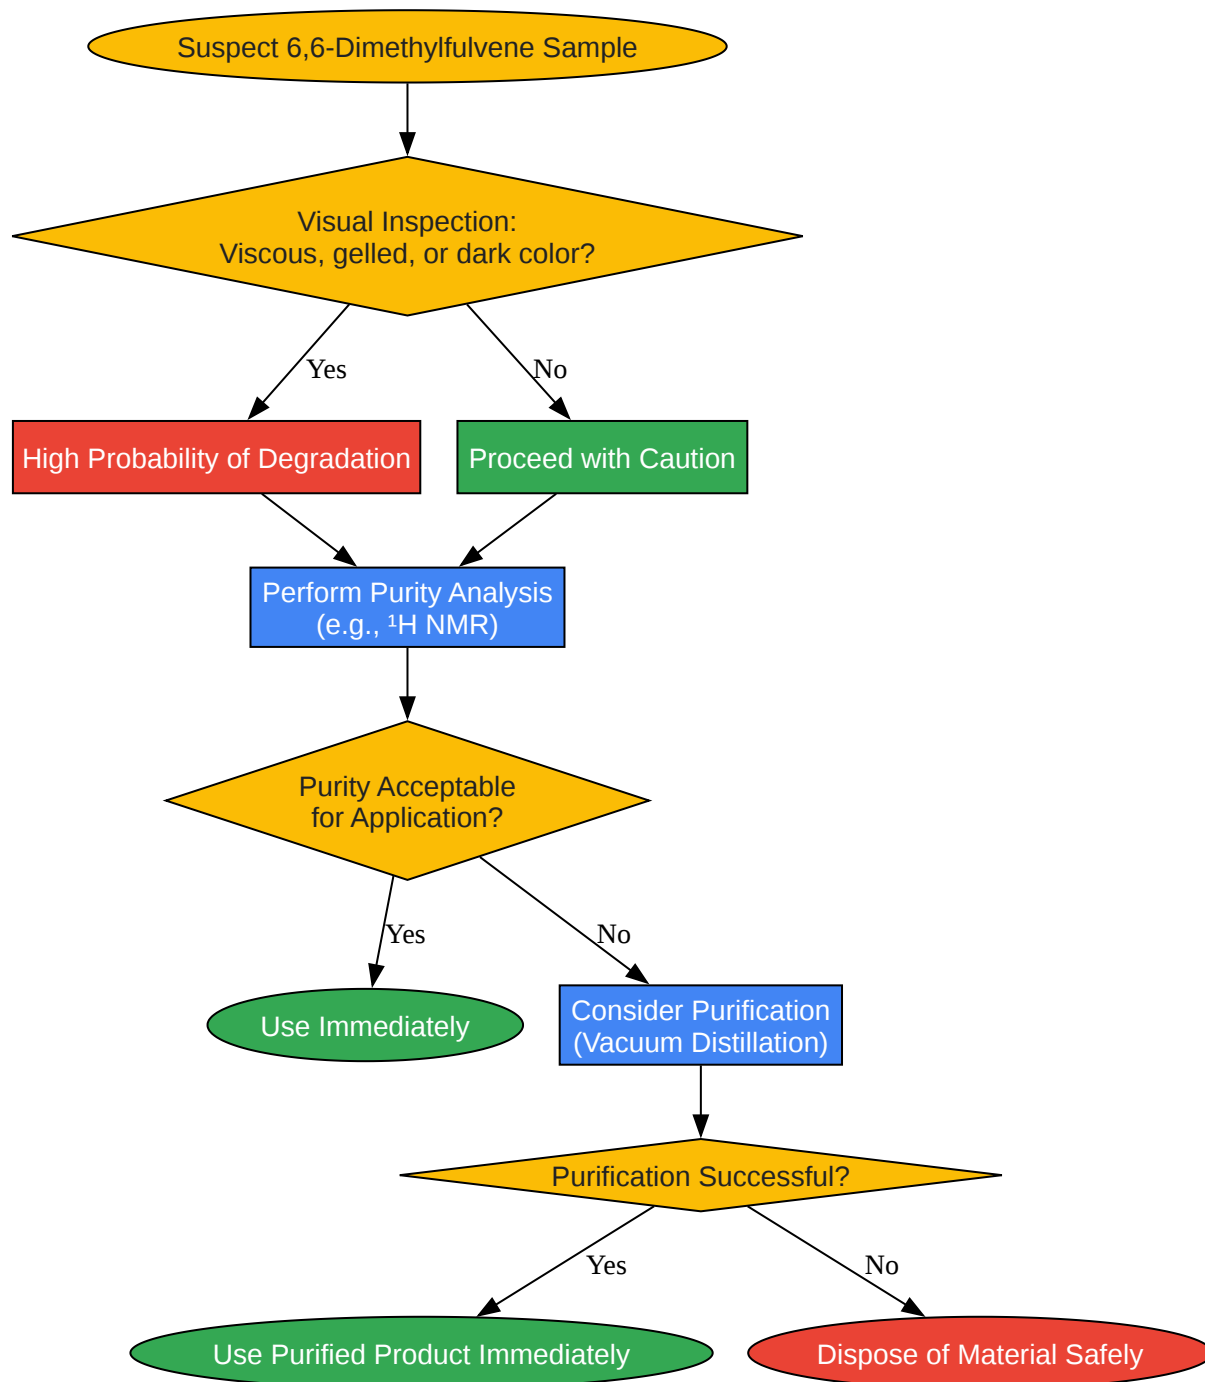 Suspect 6,6-Dimethylfulvene Sample
Visual Inspection:
Viscous, gelled, or dark color?
Yes
No
High Probability of Degradation
Proceed with Caution
Perform Purity Analysis
(e.g., ¹H NMR)
Purity Acceptable
for Application?
Yes
No
Use Immediately
Consider Purification
(Vacuum Distillation)
Purification Successful?
Yes
No
Use Purified Product Immediately
Dispose of Material Safely